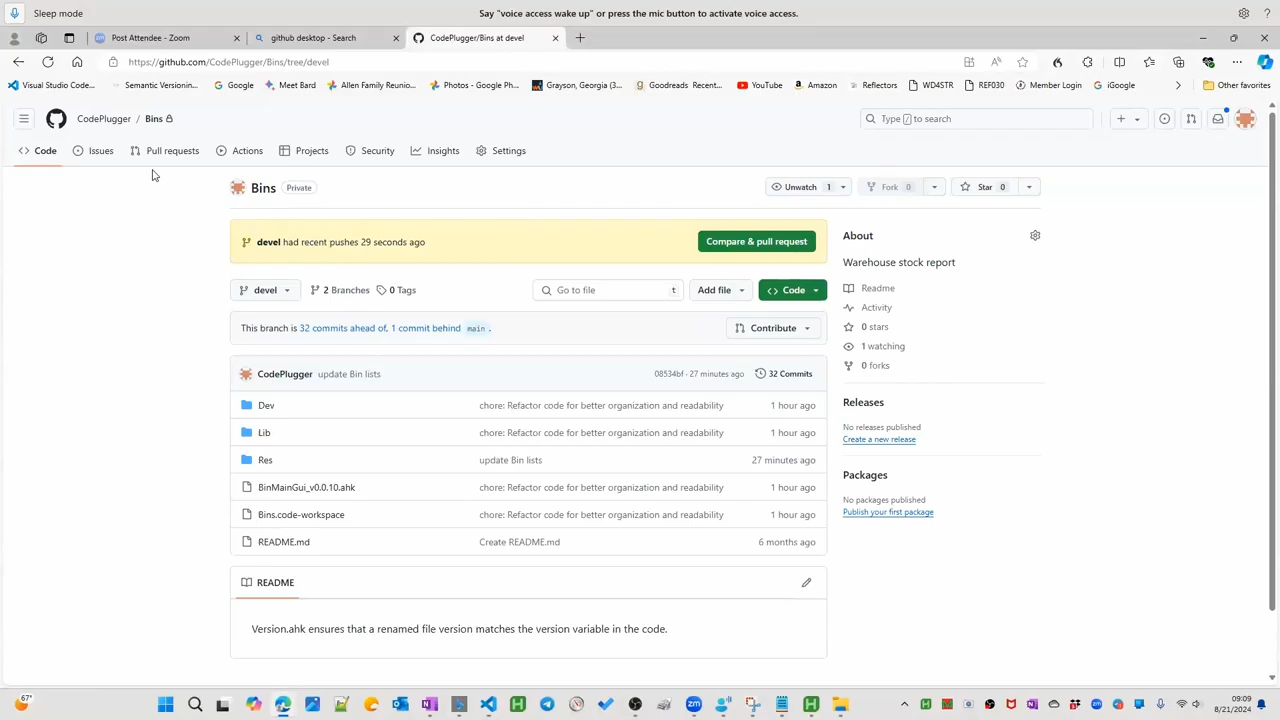 Sleep mode
Say "voice access wake up" or press the mic button to activate voice access.
Post Attendee - Zoom
github desktop - Search
CodePlugger/Bins at devel
https://github.com/CodePlugger/Bins/tree/devel
Visual Studio Code...
Semantic Versionin...
Google
Meet Bard
Allen Family Reunio...
Photos - Google Ph...
Grayson, Georgia (3...
Goodreads Recent...
YouTube
Amazon
Reflectors
WD4STR
REF030
Member Login
iGoogle
Other favorites
CodePlugger / Bins
Type / to search
Code
Issues
Pull requests
Actions
Projects
Security
Insights
Settings
Bins Private
Unwatch 1
Fork 0
Star 0
devel had recent pushes 29 seconds ago
Compare & pull request
devel
2 Branches
0 Tags
Go to file t
Add file
<> Code
This branch is 32 commits ahead of, 1 commit behind main .
Contribute
CodePlugger update Bin lists
08534bf · 27 minutes ago
32 Commits
Dev chore: Refactor code for better organization and readability 1 hour ago
Lib chore: Refactor code for better organization and readability 1 hour ago
Res update Bin lists 27 minutes ago
BinMainGui_v0.0.10.ahk chore: Refactor code for better organization and readability 1 hour ago
Bins.code-workspace chore: Refactor code for better organization and readability 1 hour ago
README.md Create README.md 6 months ago
README
Version.ahk ensures that a renamed file version matches the version variable in the code.
About
Warehouse stock report
Readme
Activity
0 stars
1 watching
0 forks
Releases
No releases published
Create a new release
Packages
No packages published
Publish your first package
67°
09:09
8/21/2024